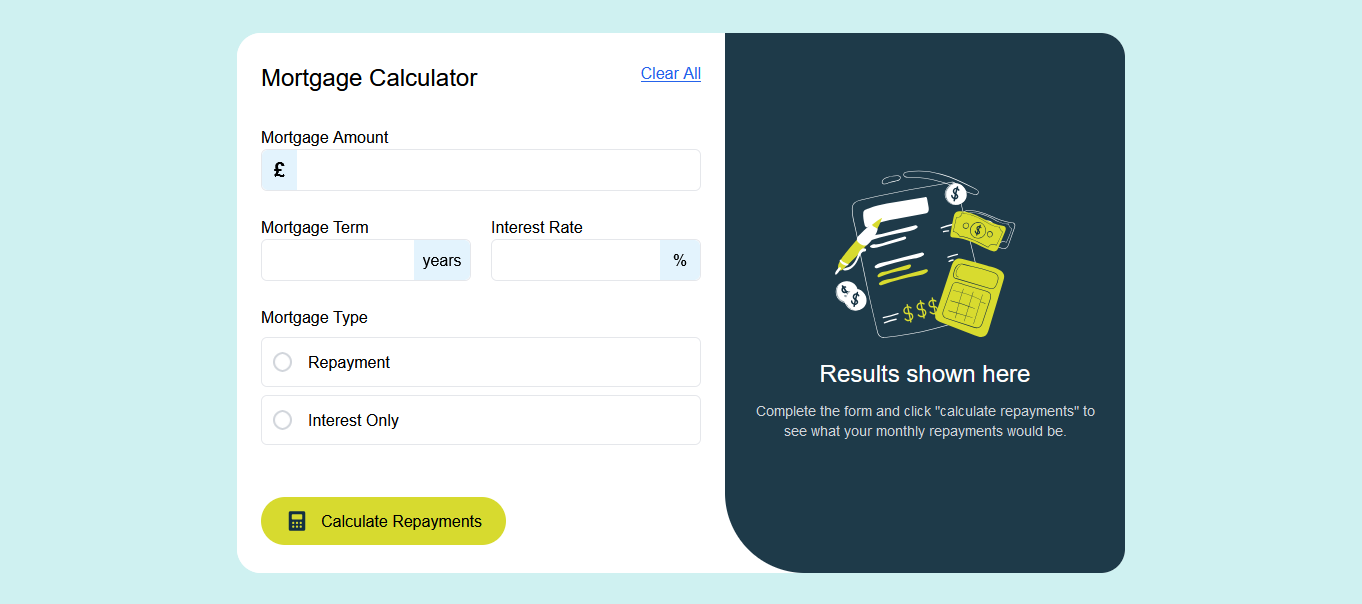 Mortgage Calculator
Clear All
Mortgage Amount
£
Mortgage Term
years
Interest Rate
%
Mortgage Type
Repayment
Interest Only
Calculate Repayments
$
$
$
$
$$$
Results shown here
Complete the form and click "calculate repayments" to
see what your monthly repayments would be.